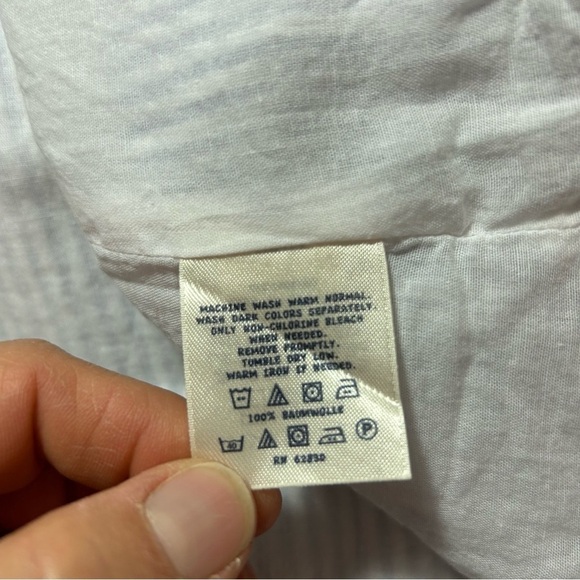 MACHINE WASH WARM NORMAL.
WASH DARK COLORS SEPARATELY.
ONLY NON-CHLORINE BLEACH
WHEN NEEDED.
REMOVE PROMPTLY.
TUMBLE DRY LOW.
WARM IRON IF NEEDED.
100% BAUMWOLLE
40 P
RN 62830